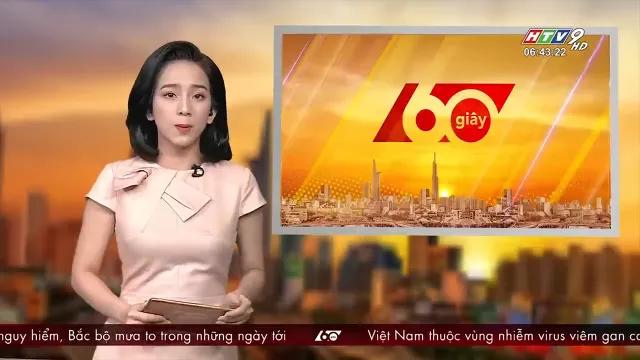 HTV9
HD
06:43:22
60
giây
nguy hiểm, Bắc bộ mưa to trong những ngày tới 60 Việt Nam thuộc vùng nhiễm virus viêm gan c